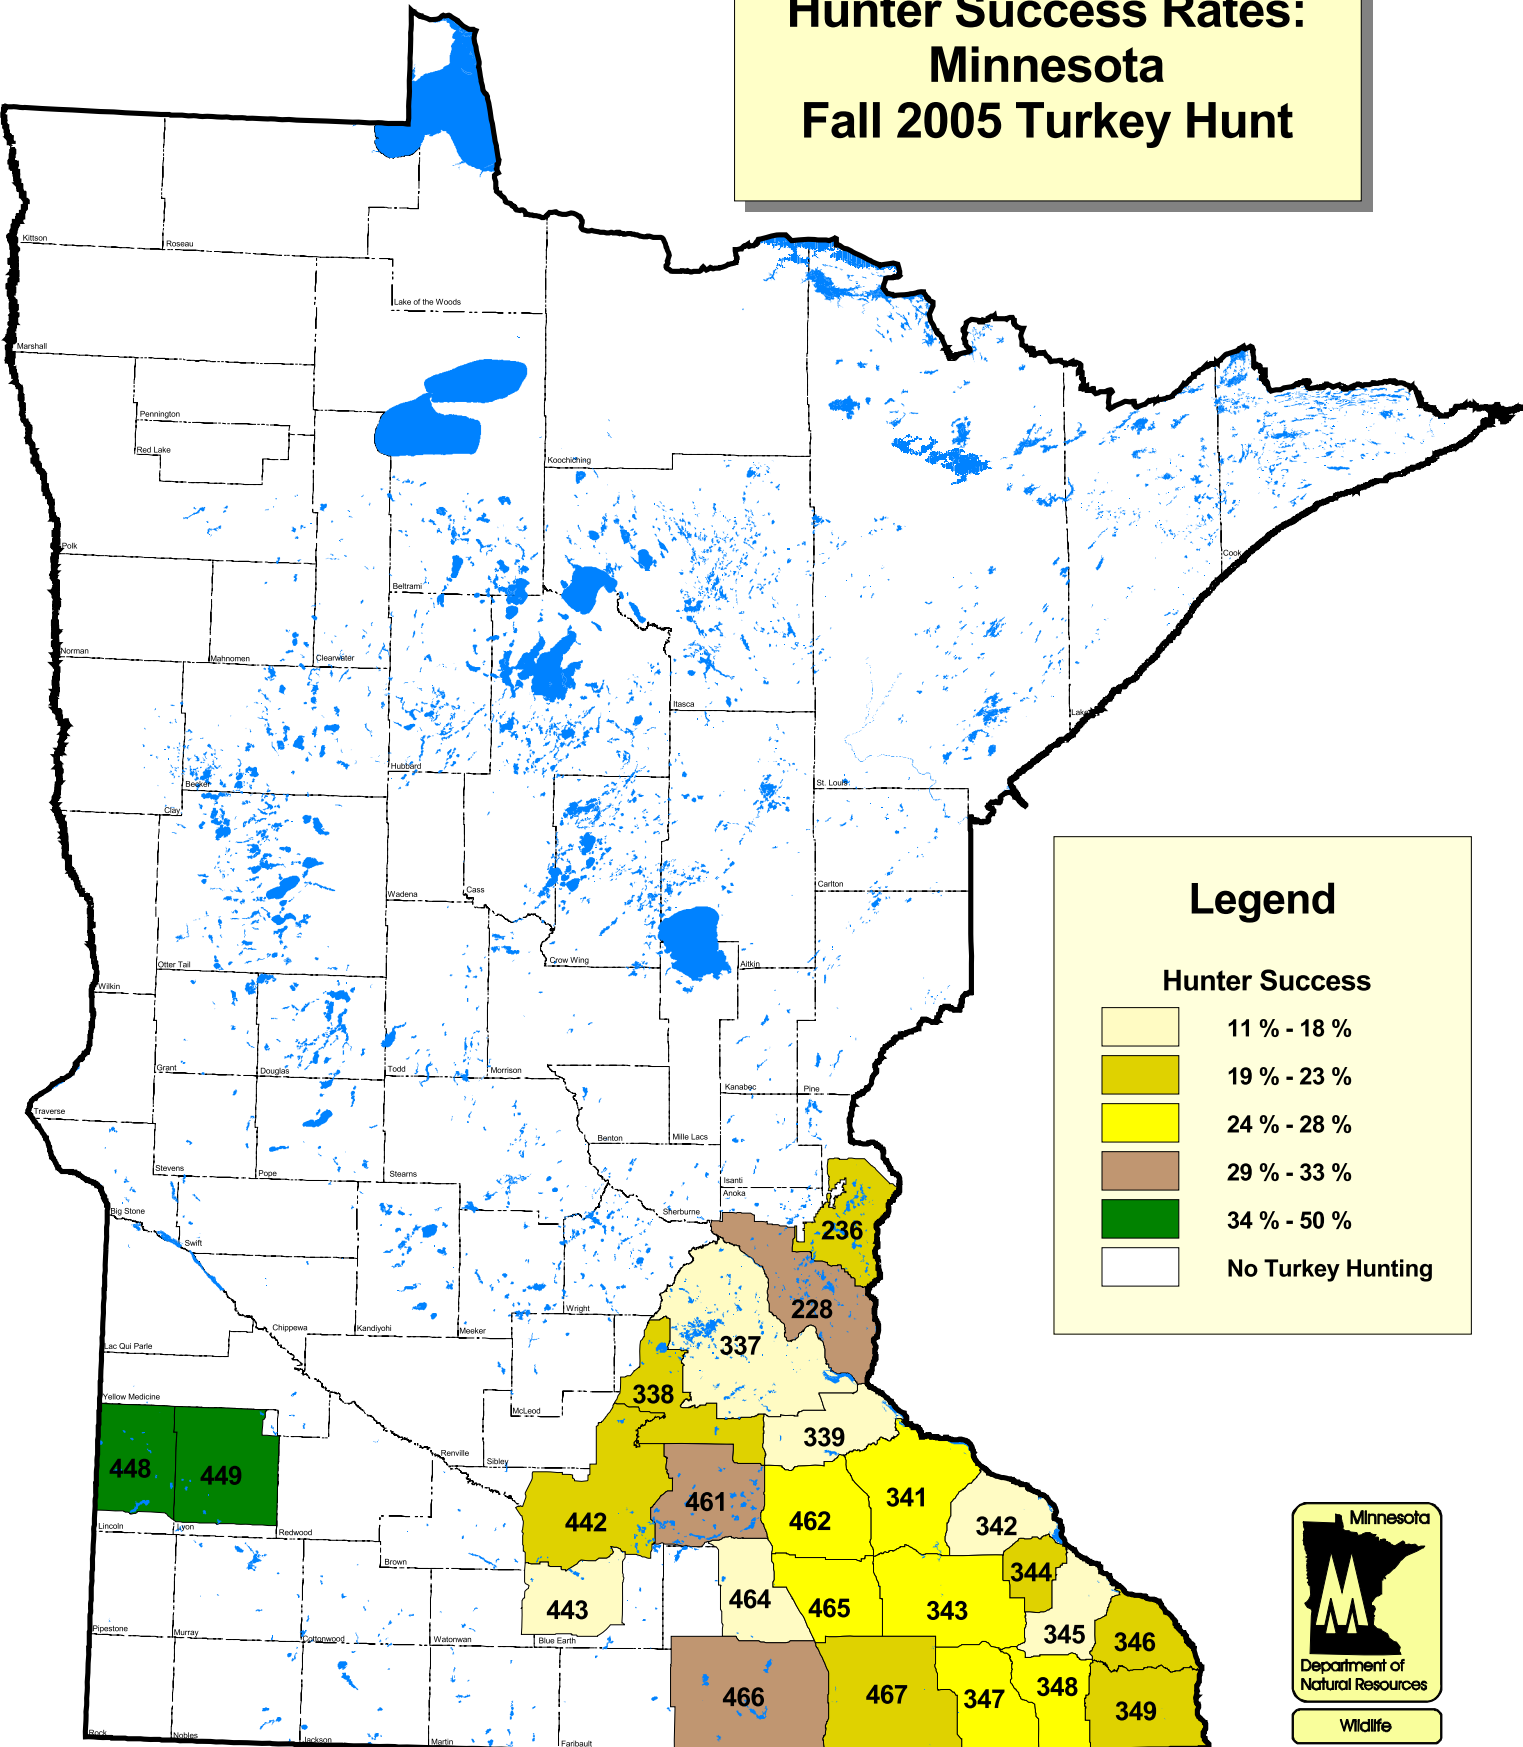 Hunter Success Rates:
Minnesota
Fall 2005 Turkey Hunt
Kittson
Roseau
Lake of the Woods
Marshall
Pennington
Red Lake
Koochiching
Polk
Beltrami
Cook
Norman
Mahnomen
Clearwater
Itasca
Lake
Hubbard
Becker
St. Louis
Clay
Wadena
Cass
Carlton
Otter Tail
Crow Wing
Aitkin
Wilkin
Grant
Douglas
Todd
Morrison
Kanabec
Pine
Traverse
Benton
Mille Lacs
Stevens
Pope
Stearns
Isanti
Anoka
Big Stone
Sherburne
Swift
Wright
Chippewa
Kandiyohi
Meeker
Lac Qui Parle
Yellow Medicine
McLeod
Renville
Sibley
Lincoln
Lyon
Redwood
Brown
Pipestone
Murray
Cottonwood
Watonwan
Blue Earth
Rock
Nobles
Jackson
Martin
Faribault
236
228
337
338
339
448
449
442
461
462
341
342
344
443
464
465
343
345
346
466
467
347
348
349
Legend
Hunter Success
11 % - 18 %
19 % - 23 %
24 % - 28 %
29 % - 33 %
34 % - 50 %
No Turkey Hunting
Minnesota
Department of
Natural Resources
Wildlife